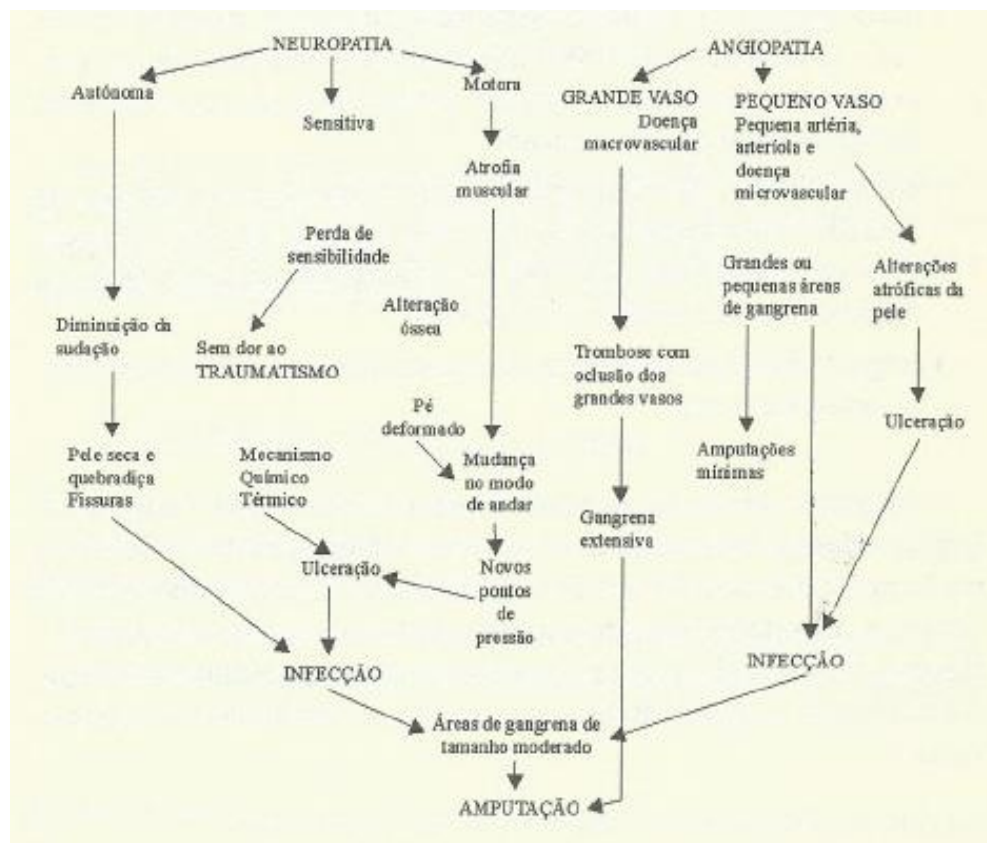 NEUROPATIA
ANGIOPATIA
Autónoma
Sensitiva
Motora
GRANDE VASO
Doença
macrovascular
PEQUENO VASO
Pequena artéria,
arteríola e
doença
microvascular
Atrofia
muscular
Perda de
sensibilidade
Alteração
óssea
Grandes ou
pequenas áreas
de gangrena
Alterações
atróficas da
pele
Diminuição da
sudação
Sem dor ao
TRAUMATISMO
Trombose com
oclusão dos
grandes vasos
Pé
deformado
Ulceração
Amputações
mínimas
Pele seca e
quebradiça
Fissuras
Mecanismo
Químico
Térmico
Mudança
no modo
de andar
Gangrena
extensiva
Ulceração
Novos
pontos
de
pressão
INFECÇÃO
INFECÇÃO
Áreas de gangrena de
tamanho moderado
AMPUTAÇÃO